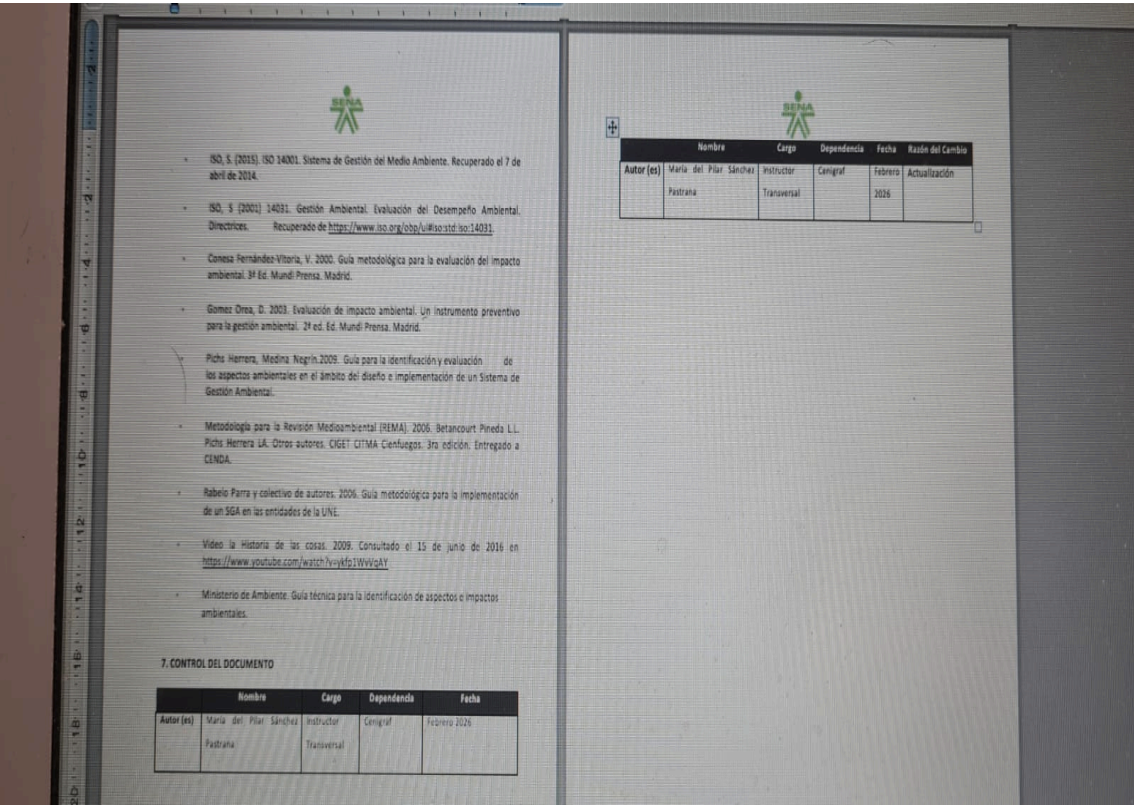 SENA
ISO, S. (2015). ISO 14001. Sistema de Gestión del Medio Ambiente. Recuperado el 7 de
abril de 2014.
ISO, S (2001) 14031. Gestión Ambiental. Evaluación del Desempeño Ambiental.
Directrices. Recuperado de https://www.iso.org/obp/ui#iso:std:iso:14031.
Conesa Fernández-Vitoria, V. 2000. Guía metodológica para la evaluación del impacto
ambiental. 3ª Ed. Mundi Prensa. Madrid.
Gomez Orea, D. 2003. Evaluación de impacto ambiental. Un instrumento preventivo
para la gestión ambiental. 2ª ed. Ed. Mundi Prensa. Madrid.
Pichs Herrera, Medina Negrín.2009. Guía para la identificación y evaluación de
los aspectos ambientales en el ámbito del diseño e implementación de un Sistema de
Gestión Ambiental.
Metodología para la Revisión Medioambiental (REMA). 2006. Betancourt Pineda L.L.
Pichs Herrera LA. Otros autores. CIGET CITMA Cienfuegos. 3ra edición. Entregado a
CENDA.
Rabelo Parra y colectivo de autores. 2006. Guía metodológica para la implementación
de un SGA en las entidades de la UNE.
Video la Historia de las cosas. 2009. Consultado el 15 de junio de 2016 en
https://www.youtube.com/watch?v=ykfp1WvVqAY
Ministerio de Ambiente. Guía técnica para la identificación de aspectos e impactos
ambientales.
7. CONTROL DEL DOCUMENTO
Nombre Cargo Dependencia Fecha
Autor (es) María del Pilar Sánchez Instructor Cenigraf Febrero 2026
Pastrana Transversal
SENA
Nombre Cargo Dependencia Fecha Razón del Cambio
Autor (es) María del Pilar Sánchez Instructor Cenigraf Febrero Actualización
Pastrana Transversal 2026